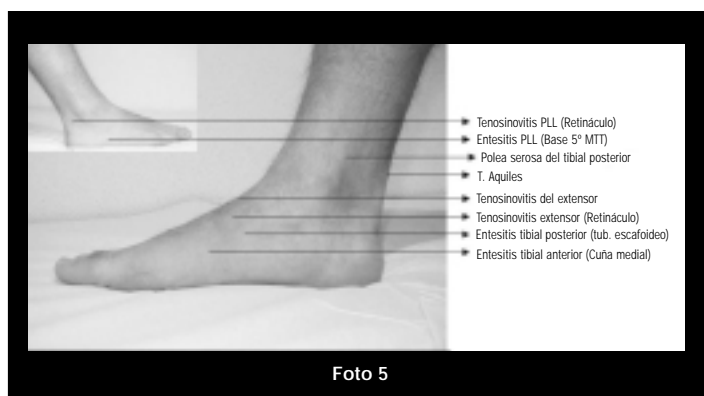 Tenosinovitis PLL (Retináculo)
Entesitis PLL (Base 5º MTT)
Polea serosa del tibial posterior
T. Aquiles
Tenosinovitis del extensor
Tenosinovitis extensor (Retináculo)
Entesitis tibial posterior (tub. escafoideo)
Entesitis tibial anterior (Cuña medial)
Foto 5